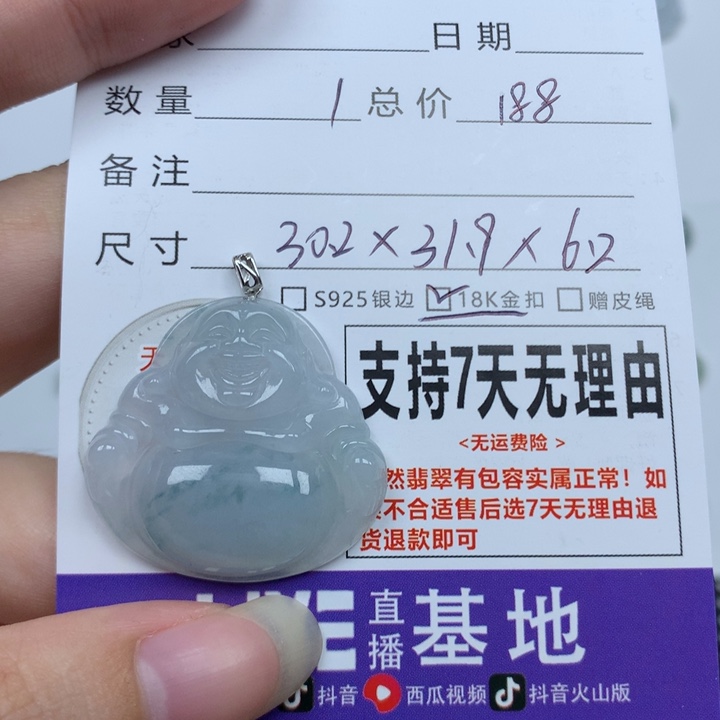 日期
数量 1 总价 188
备注
尺寸 30.2×31.9×6.2
S925银边 18K金扣 赠皮绳
支持7天无理由
<无运费险>
然翡翠有包容实属正常！如
不合适售后选7天无理由退
货退款即可
直播基地
抖音 西瓜视频 抖音火山版